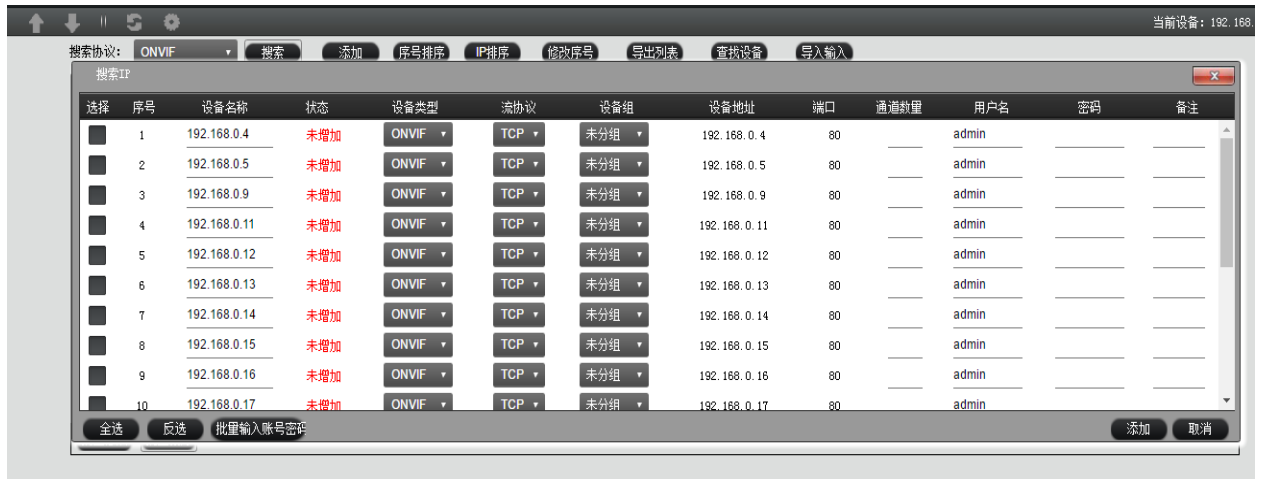 当前设备: 192.168.
搜索协议: ONVIF 搜索 添加 序号排序 IP排序 修改序号 导出列表 查找设备 导入输入
搜索IP
选择 序号 设备名称 状态 设备类型 流协议 设备组 设备地址 端口 通道数量 用户名 密码 备注
1 192.168.0.4 未增加 ONVIF TCP 未分组 192.168.0.4 80 admin
2 192.168.0.5 未增加 ONVIF TCP 未分组 192.168.0.5 80 admin
3 192.168.0.9 未增加 ONVIF TCP 未分组 192.168.0.9 80 admin
4 192.168.0.11 未增加 ONVIF TCP 未分组 192.168.0.11 80 admin
5 192.168.0.12 未增加 ONVIF TCP 未分组 192.168.0.12 80 admin
6 192.168.0.13 未增加 ONVIF TCP 未分组 192.168.0.13 80 admin
7 192.168.0.14 未增加 ONVIF TCP 未分组 192.168.0.14 80 admin
8 192.168.0.15 未增加 ONVIF TCP 未分组 192.168.0.15 80 admin
9 192.168.0.16 未增加 ONVIF TCP 未分组 192.168.0.16 80 admin
10 192.168.0.17 未增加 ONVIF TCP 未分组 192.168.0.17 80 admin
全选 反选 批里输入账号密码 添加 取消